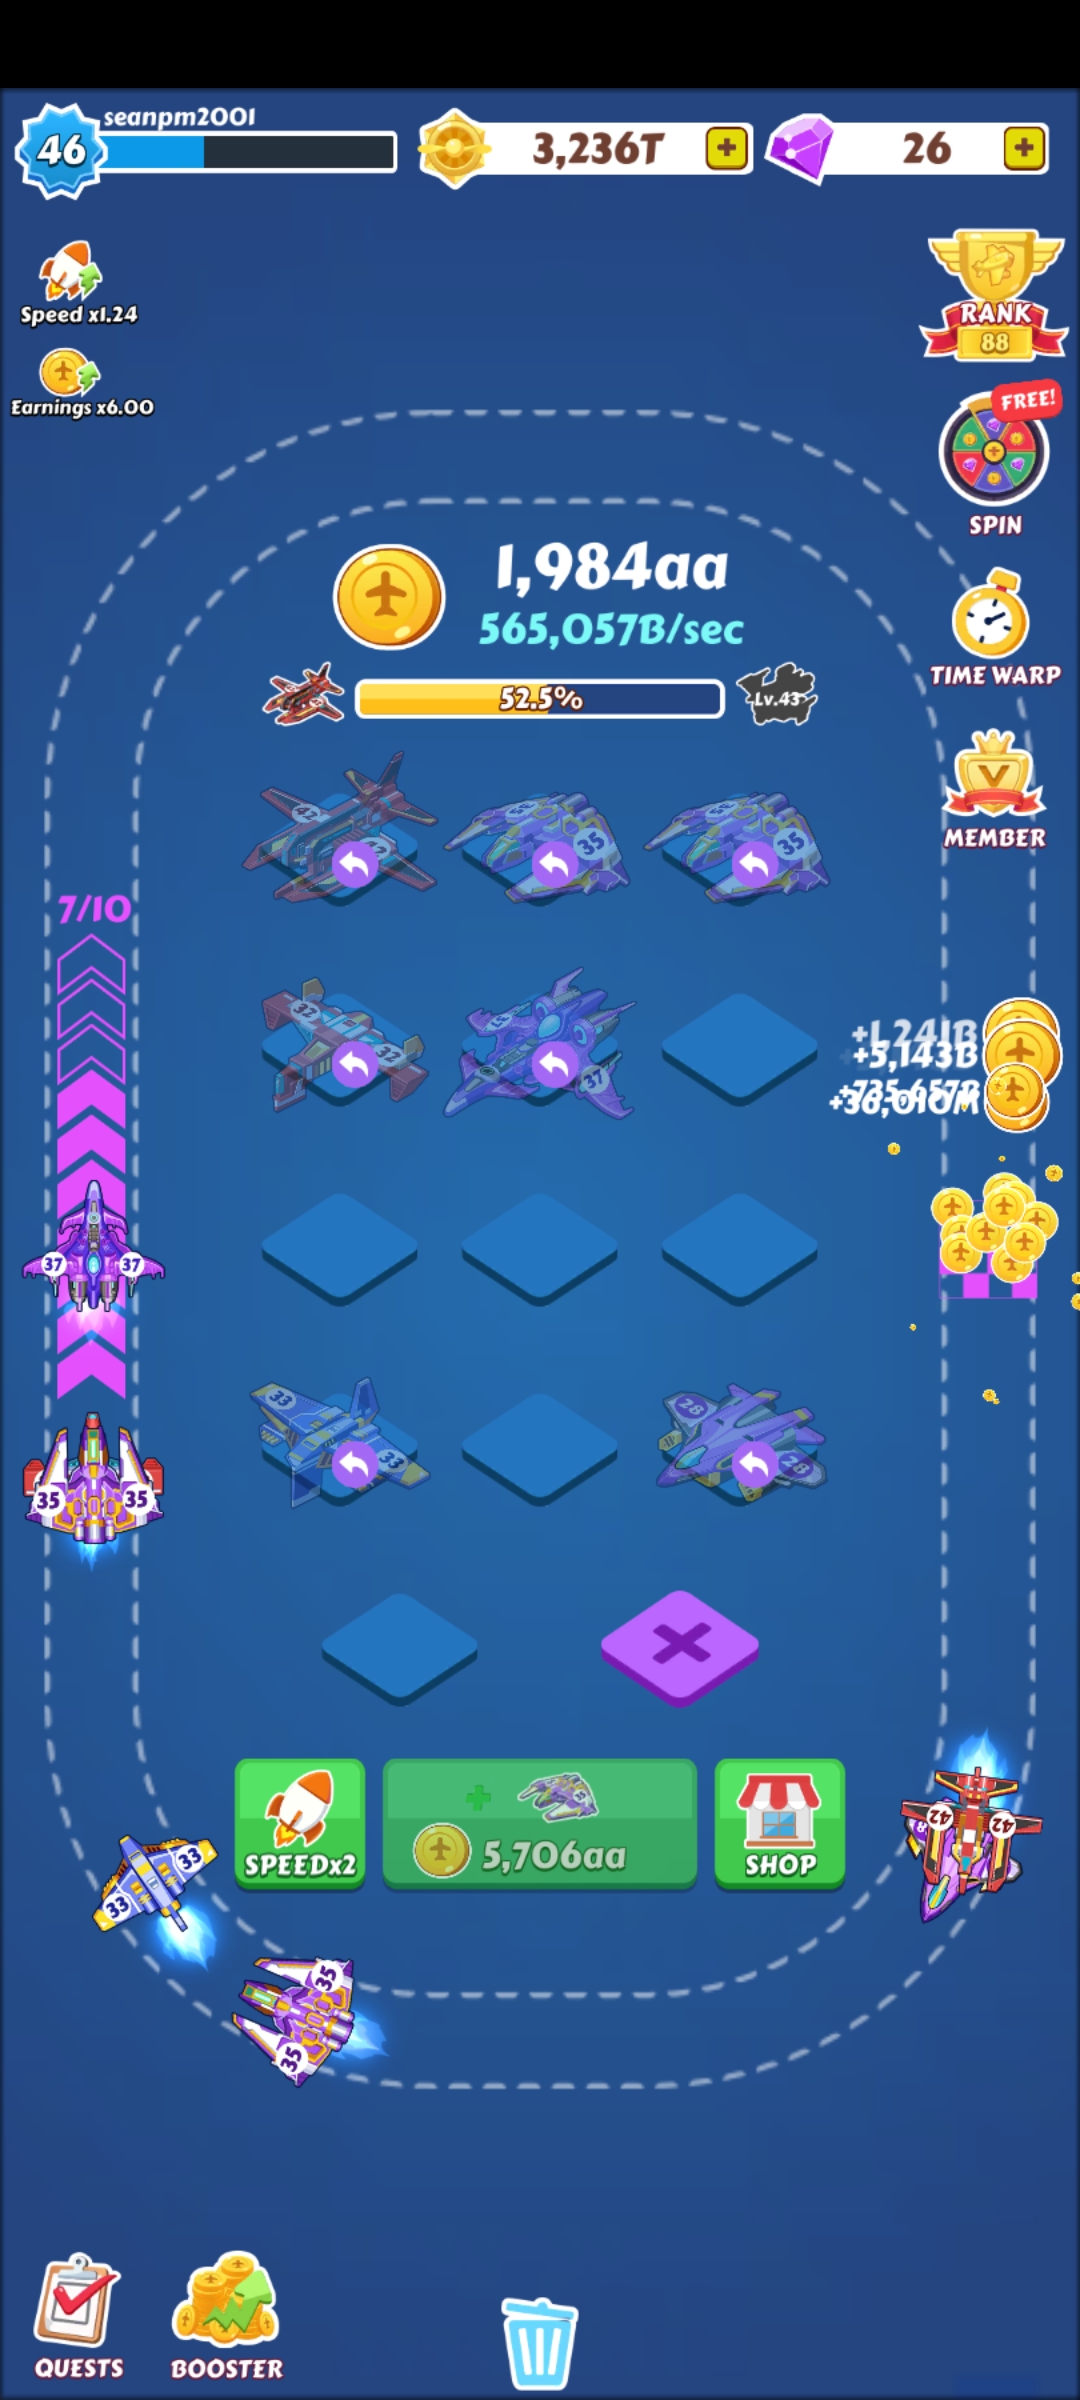 seanpm2001
46
3,236T
26
Speed x1.24
Earnings x6.00
RANK
88
FREE!
SPIN
1,984aa
565,057B/sec
TIME WARP
52.5%
Lv.43
MEMBER
42
42
35
35
7/10
32
32
37
+1,241B
+5,143B
+735,657B
+36,010M
37
37
33
33
28
28
35
35
SPEEDx2
5,706aa
SHOP
42
42
33
33
35
35
QUESTS
BOOSTER